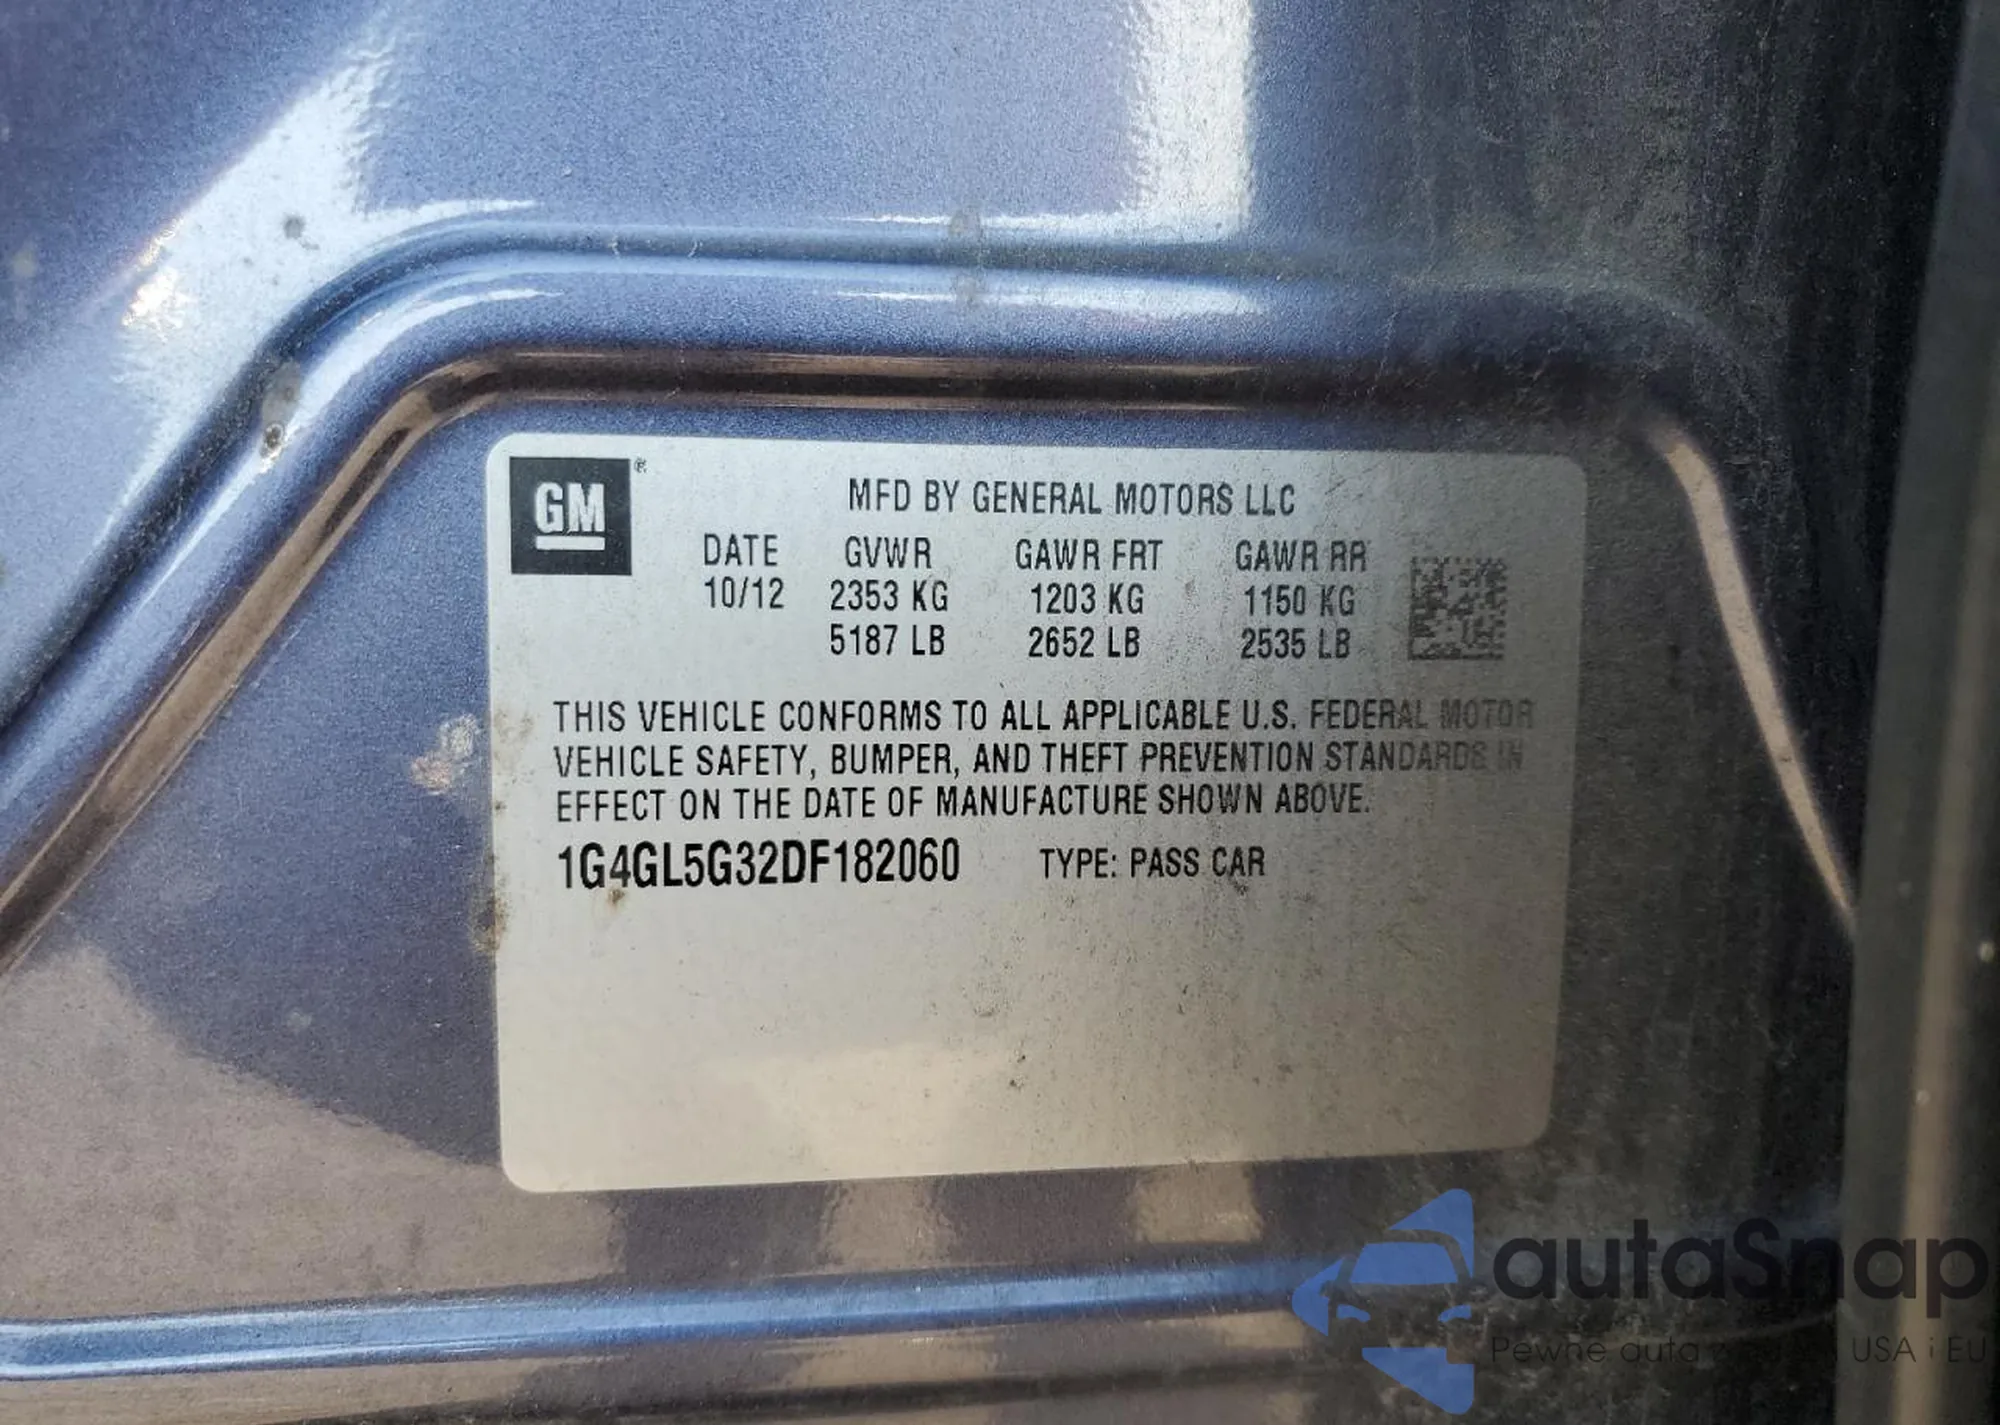 GM
MFD BY GENERAL MOTORS LLC
DATE GVWR GAWR FRT GAWR RR
10/12 2353 KG 1203 KG 1150 KG
5187 LB 2652 LB 2535 LB
THIS VEHICLE CONFORMS TO ALL APPLICABLE U.S. FEDERAL MOTOR
VEHICLE SAFETY, BUMPER, AND THEFT PREVENTION STANDARDS IN
EFFECT ON THE DATE OF MANUFACTURE SHOWN ABOVE.
1G4GL5G32DF182060 TYPE: PASS CAR
autaSnap
Pewne auta USA i EU